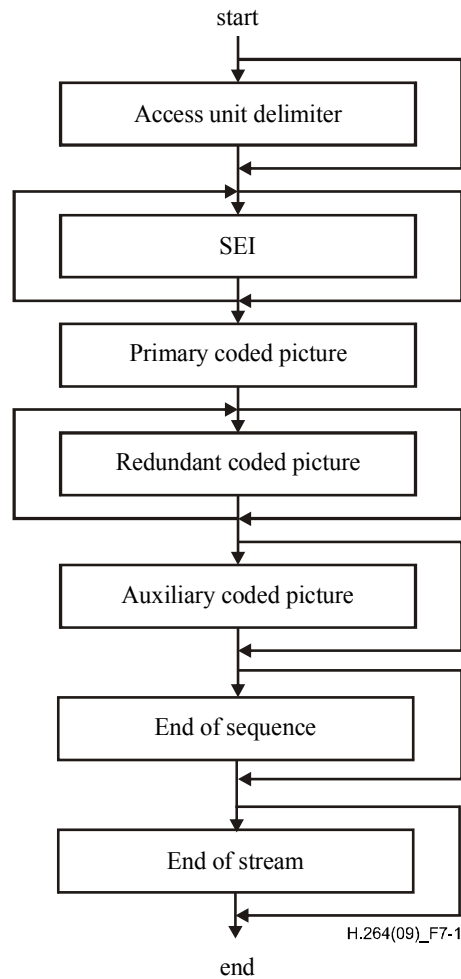 start
Access unit delimiter
SEI
Primary coded picture
Redundant coded picture
Auxiliary coded picture
End of sequence
End of stream
H.264(09)_F7-1
end